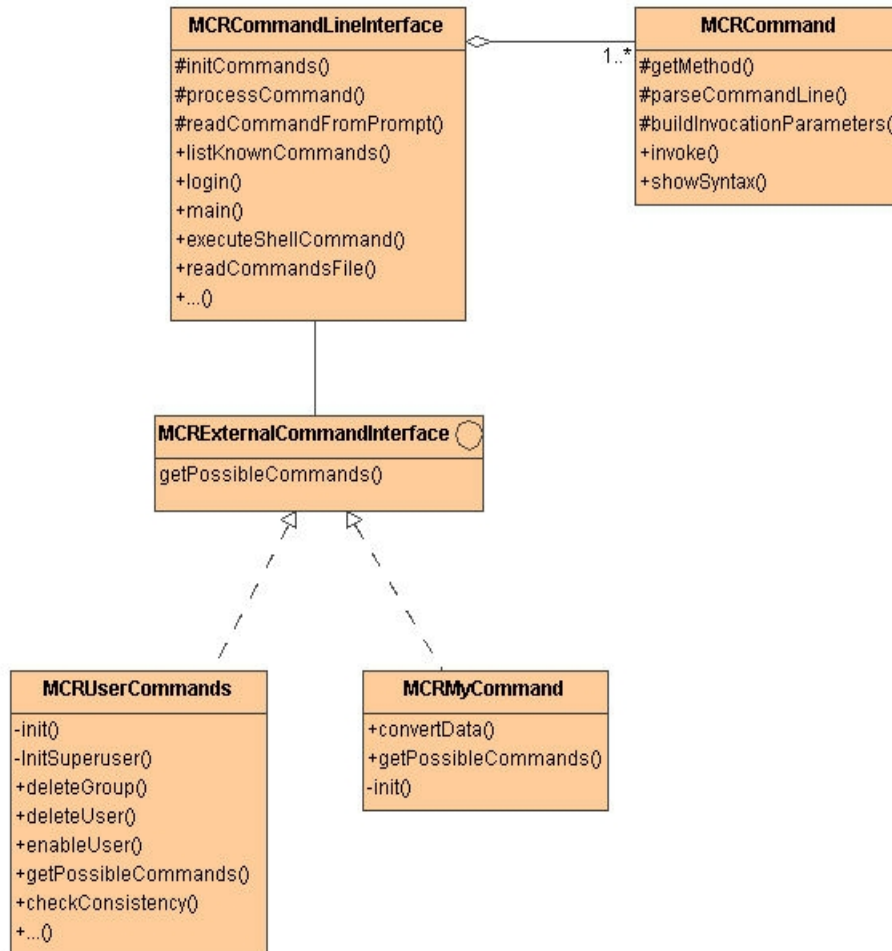 MCRCommandLineInterface
#initCommands()
#processCommand()
#readCommandFromPrompt()
+listKnownCommands()
+login()
+main()
+executeShellCommand()
+readCommandsFile()
+...()
1..*
MCRCommand
#getMethod()
#parseCommandLine()
#buildInvocationParameters()
+invoke()
+showSyntax()
MCRExternalCommandInterface
getPossibleCommands()
MCRUserCommands
-init()
-InitSuperuser()
+deleteGroup()
+deleteUser()
+enableUser()
+getPossibleCommands()
+checkConsistency()
+...()
MCRMyCommand
+convertData()
+getPossibleCommands()
-init()